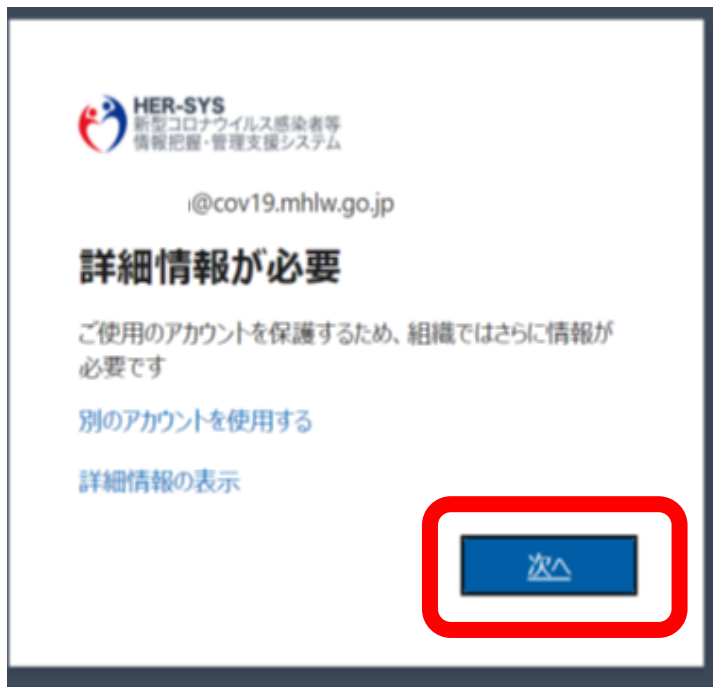 HER-SYS
新型コロナウイルス感染者等
情報把握・管理支援システム
@cov19.mhlw.go.jp
詳細情報が必要
ご使用のアカウントを保護するため、組織ではさらに情報が
必要です
別のアカウントを使用する
詳細情報の表示
次へ